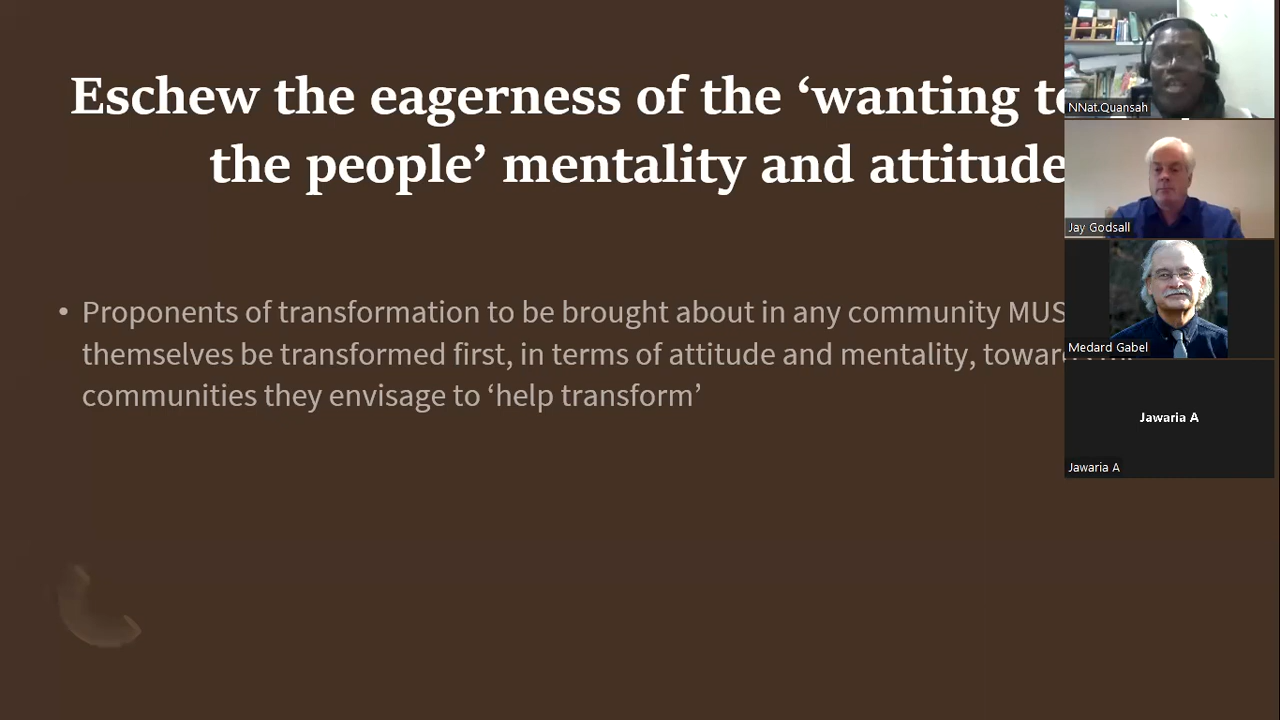 Eschew the eagerness of the ‘wanting to
the people’ mentality and attitude
• Proponents of transformation to be brought about in any community MUS
themselves be transformed first, in terms of attitude and mentality, toward
communities they envisage to ‘help transform’
NNat.Quansah
Jay Godsall
Medard Gabel
Jawaria A
Jawaria A